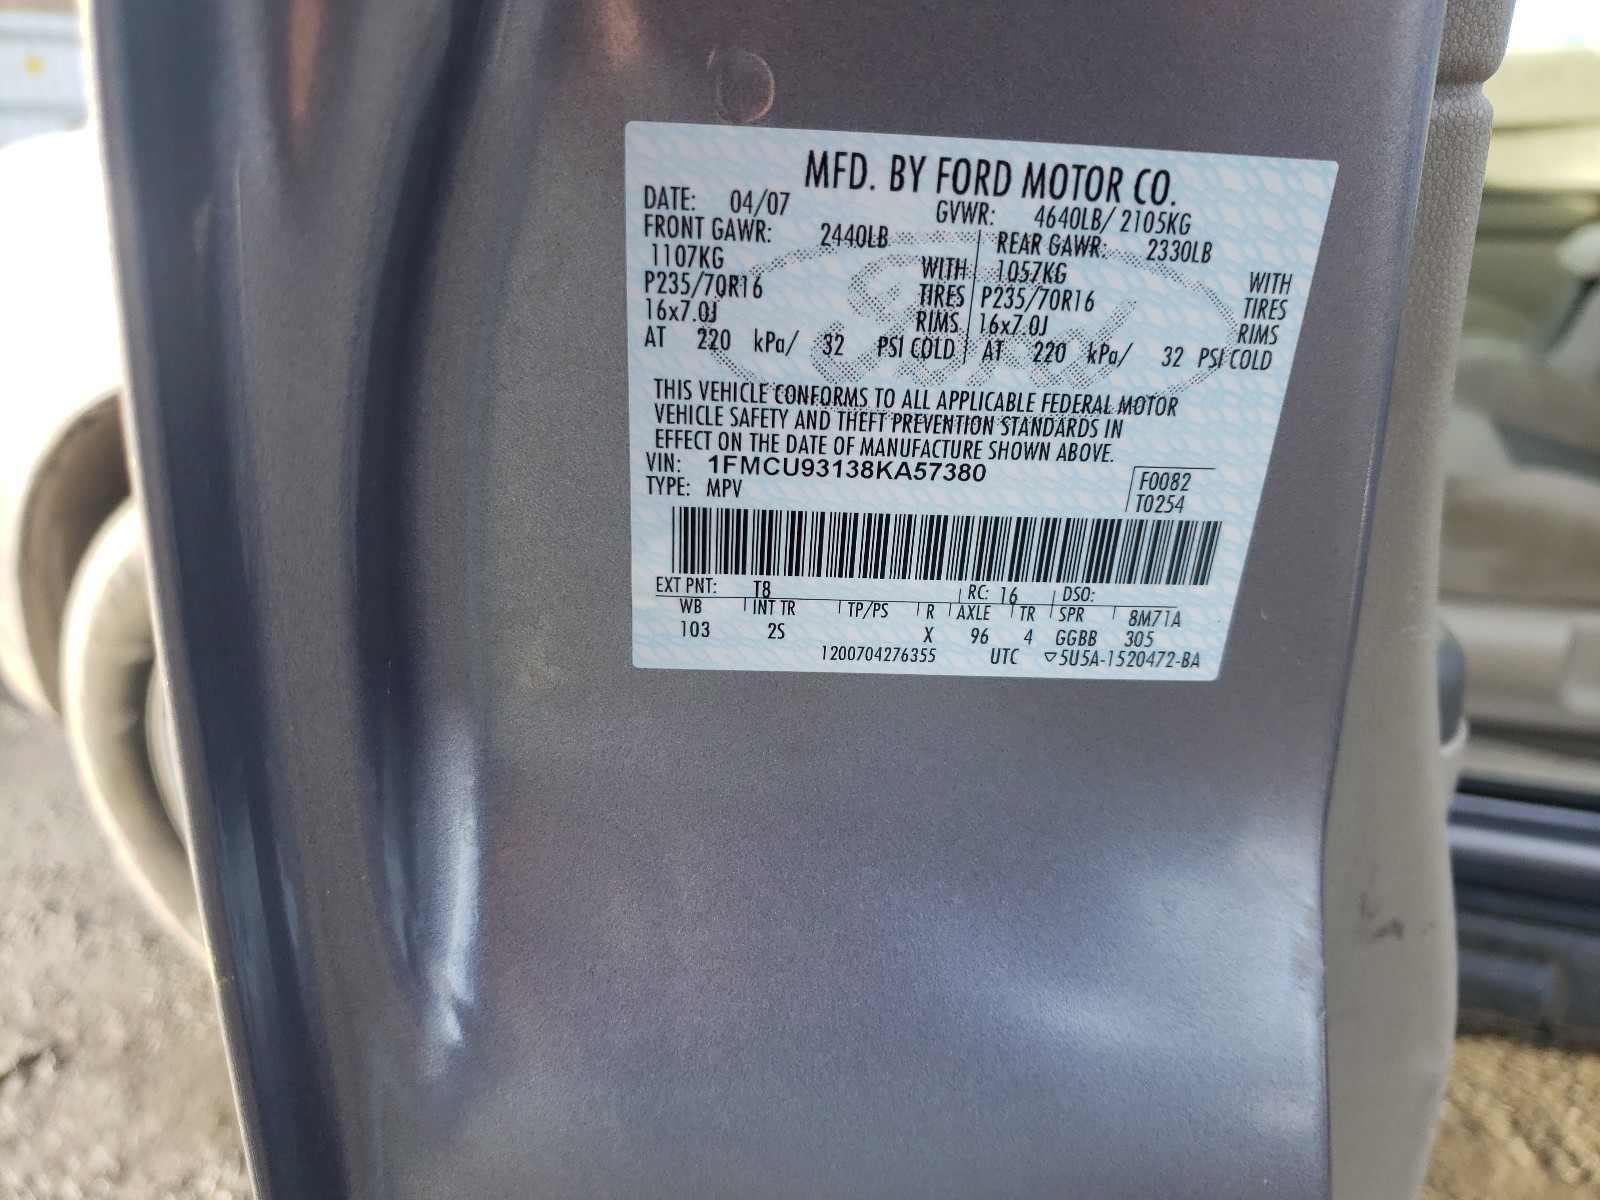 MFD. BY FORD MOTOR CO.
DATE: 04/07 GVWR: 4640LB/ 2105KG
FRONT GAWR: 2440LB REAR GAWR: 2330LB
1107KG WITH 1057KG WITH
P235/70R16 TIRES P235/70R16 TIRES
16x7.0J RIMS 16x7.0J RIMS
AT 220 kPa/ 32 PSI COLD AT 220 kPa/ 32 PSI COLD
THIS VEHICLE CONFORMS TO ALL APPLICABLE FEDERAL MOTOR
VEHICLE SAFETY AND THEFT PREVENTION STANDARDS IN
EFFECT ON THE DATE OF MANUFACTURE SHOWN ABOVE.
VIN: 1FMCU93138KA57380 F0082
TYPE: MPV T0254
EXT PNT: T8 RC: 16 DSO:
WB INT TR TP/PS R AXLE TR SPR 8M71A
103 2S X 96 4 GGBB 305
1200704276355 UTC ▽5U5A-1520472-BA
Ford